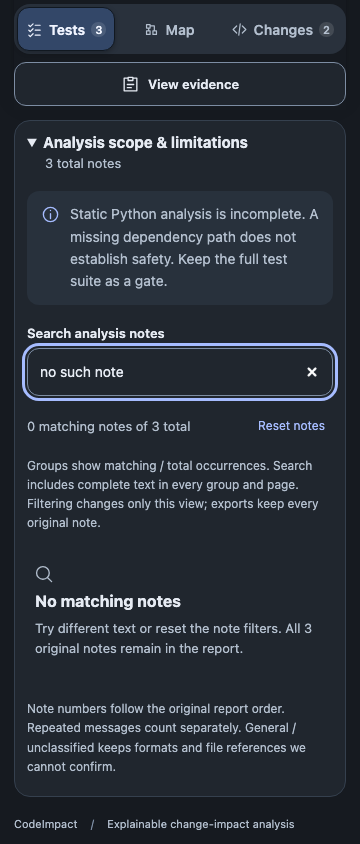 Tests 3 Map Changes 2
View evidence
Analysis scope & limitations
3 total notes
Static Python analysis is incomplete. A
missing dependency path does not
establish safety. Keep the full test
suite as a gate.
Search analysis notes
no such note
0 matching notes of 3 total Reset notes
Groups show matching / total occurrences. Search
includes complete text in every group and page.
Filtering changes only this view; exports keep every
original note.
No matching notes
Try different text or reset the note filters. All 3
original notes remain in the report.
Note numbers follow the original report order.
Repeated messages count separately. General /
unclassified keeps formats and file references we
cannot confirm.
CodeImpact / Explainable change-impact analysis